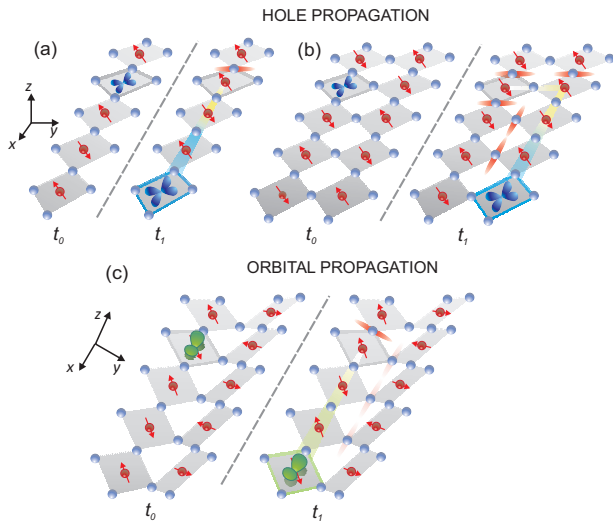 HOLE PROPAGATION
(a)
(b)
z
y
x
t0
t1
t0
t1
ORBITAL PROPAGATION
(c)
z
x
y
t0
t1